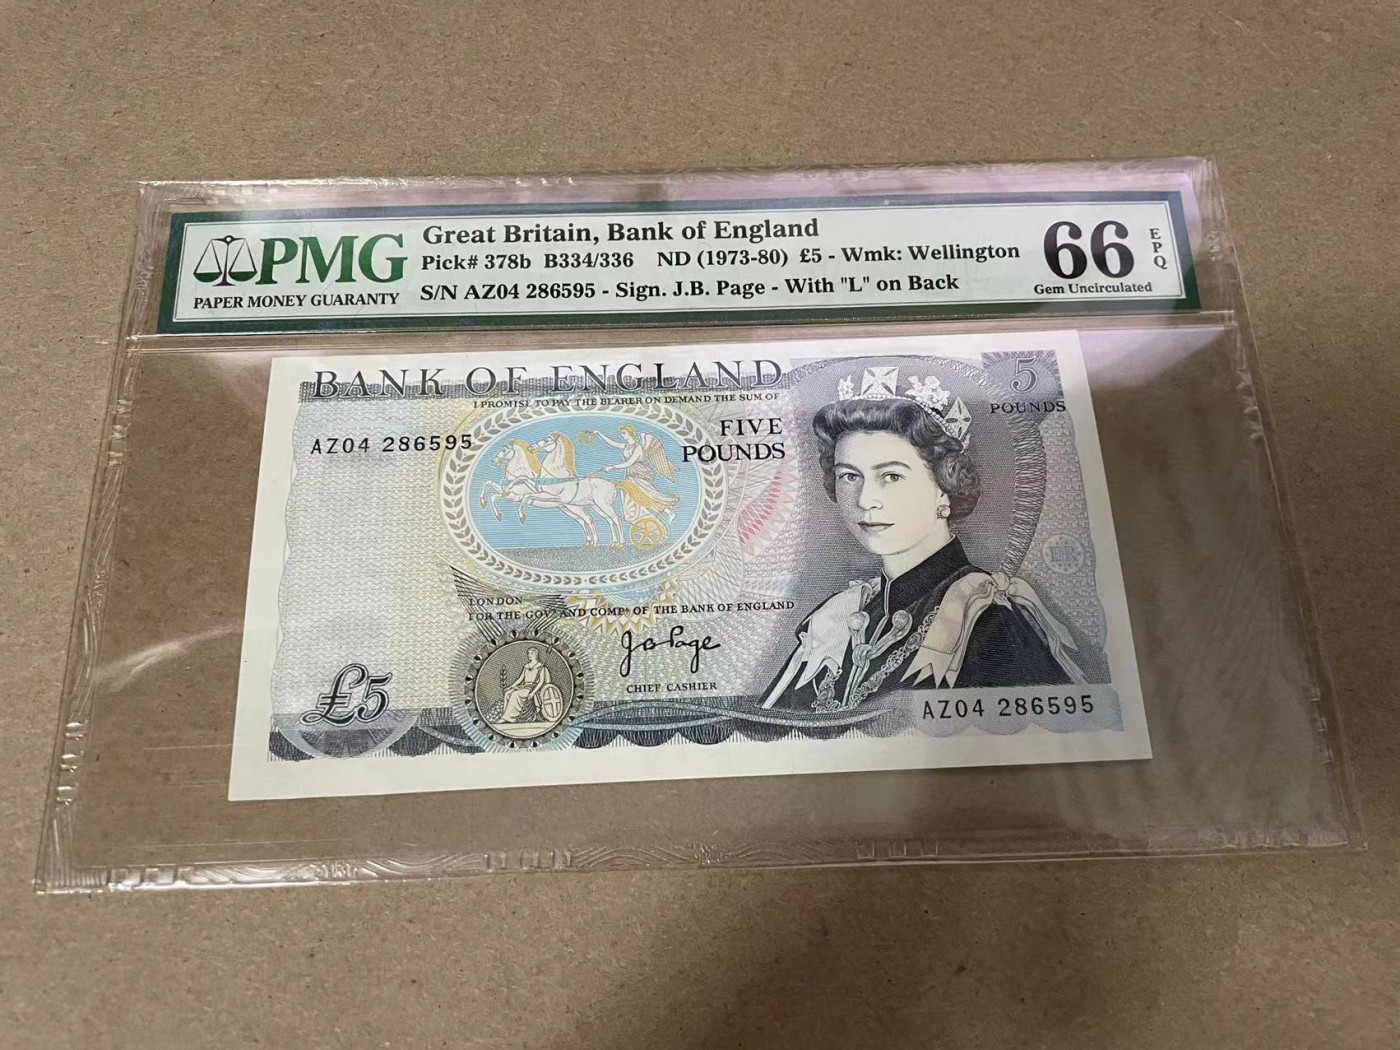 PMG
PAPER MONEY GUARANTY
Great Britain, Bank of England
Pick# 378b B334/336 ND (1973-80) £5 - Wmk: Wellington
S/N AZ04 286595 - Sign. J.B. Page - With "L" on Back
66
EPQ
Gem Uncirculated
BANK OF ENGLAND
I PROMISE TO PAY THE BEARER ON DEMAND THE SUM OF
5
POUNDS
AZ04 286595
FIVE
POUNDS
ER
LONDON
FOR THE GOVR AND COMPA OF THE BANK OF ENGLAND
J B Page
CHIEF CASHIER
£5
AZ04 286595